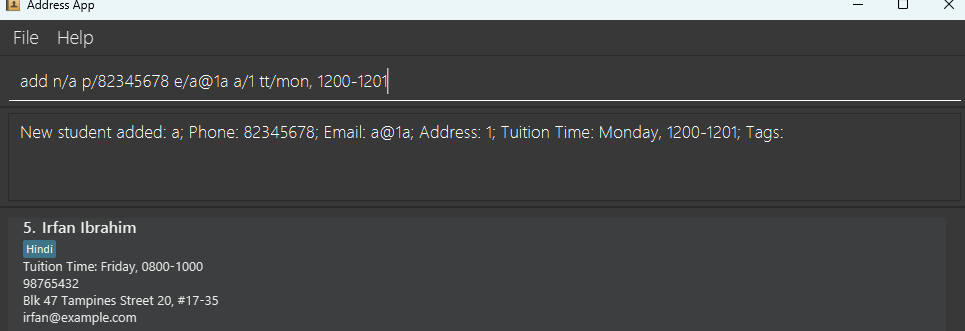 Address App
File Help
add n/a p/82345678 e/a@1a a/1 tt/mon, 1200-1201
New student added: a; Phone: 82345678; Email: a@1a; Address: 1; Tuition Time: Monday, 1200-1201; Tags:
5. Irfan Ibrahim
Hindi
Tuition Time: Friday, 0800-1000
98765432
Blk 47 Tampines Street 20, #17-35
irfan@example.com